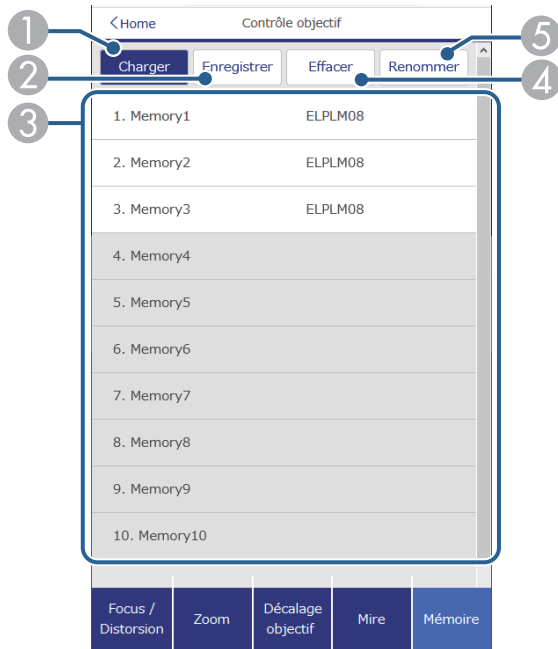 <Home Contrôle objectif
1 2 3 4 5
Charger Enregistrer Effacer Renommer
1. Memory1 ELPLM08
2. Memory2 ELPLM08
3. Memory3 ELPLM08
4. Memory4
5. Memory5
6. Memory6
7. Memory7
8. Memory8
9. Memory9
10. Memory10
Focus /
Distorsion
Zoom
Décalage
objectif
Mire
Mémoire